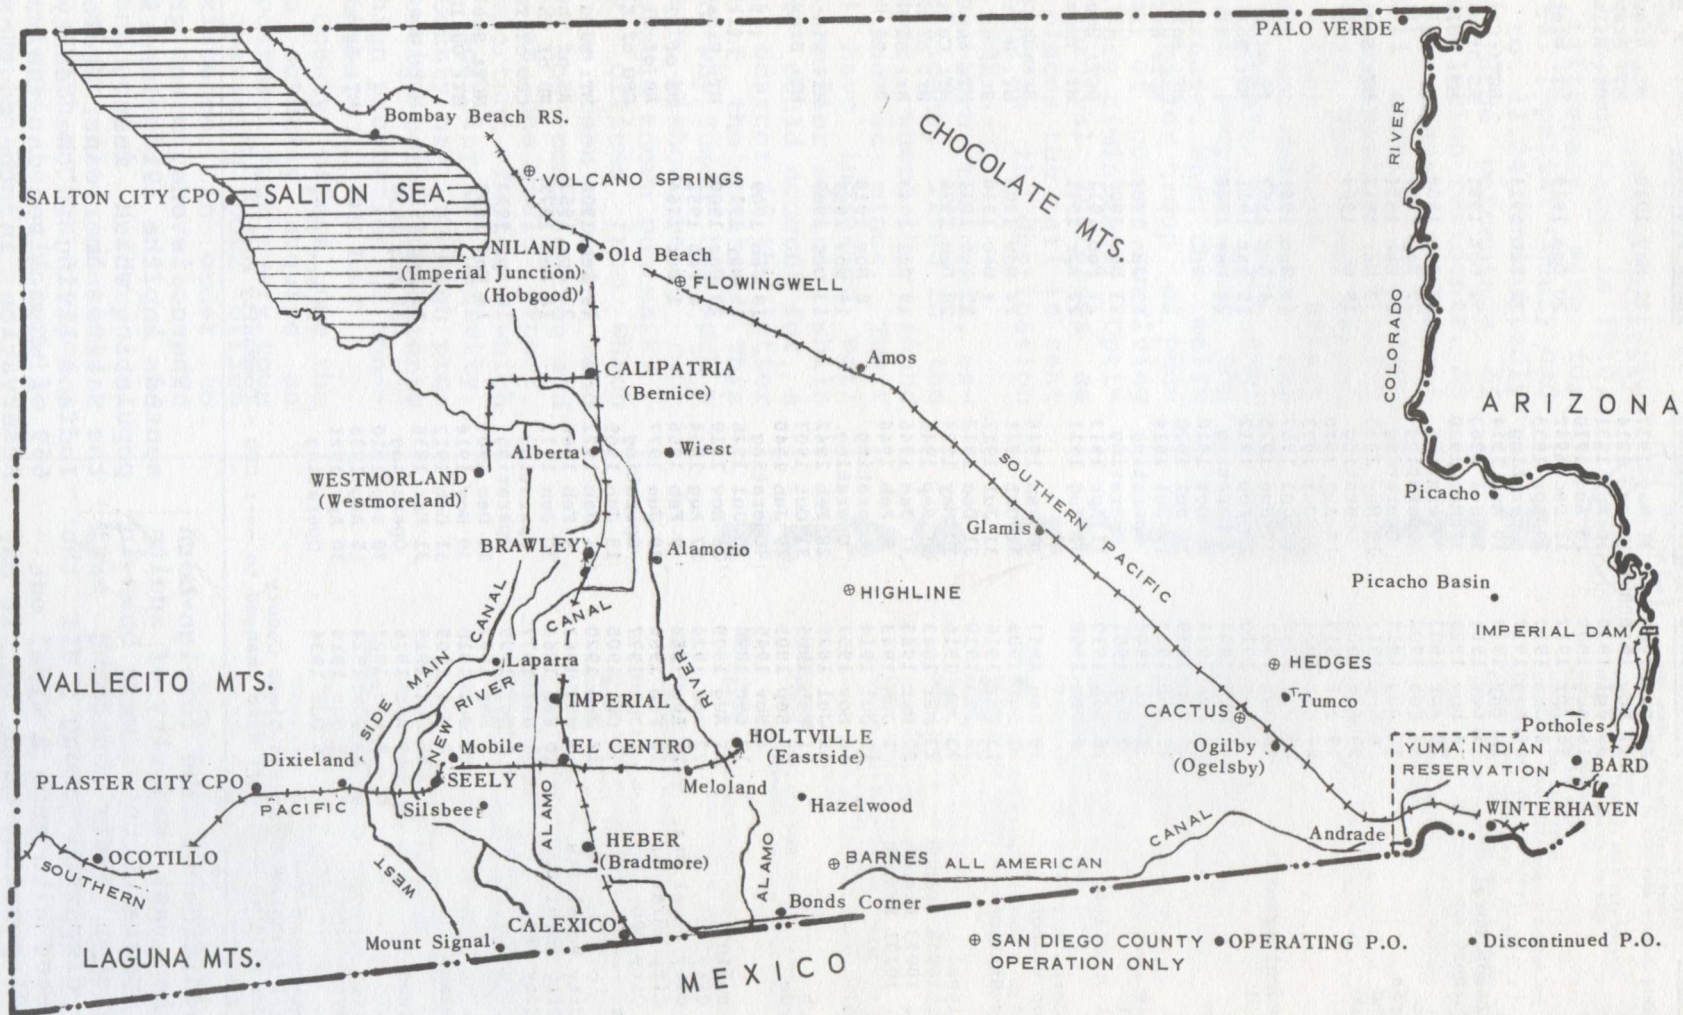 PALO VERDE
Bombay Beach RS.
CHOCOLATE MTS.
VOLCANO SPRINGS
SALTON CITY CPO
SALTON SEA
COLORADO RIVER
NILAND
(Imperial Junction)
(Hobgood)
Old Beach
FLOWINGWELL
Amos
CALIPATRIA
(Bernice)
ARIZONA
Alberta
Wiest
WESTMORLAND
(Westmoreland)
SOUTHERN PACIFIC
Picacho
Glamis
BRAWLEY
Alamorio
Picacho Basin
HIGHLINE
IMPERIAL DAM
WEST SIDE MAIN CANAL
CANAL
Laparra
NEW RIVER
RIVER
HEDGES
Tumco
VALLECITO MTS.
IMPERIAL
CACTUS
Potholes
Dixieland
Mobile
EL CENTRO
HOLTVILLE
(Eastside)
Ogilby
(Ogelsby)
YUMA INDIAN
RESERVATION
BARD
PLASTER CITY CPO
SEELY
Meloland
Silsbee
Hazelwood
WINTERHAVEN
SOUTHERN PACIFIC
ALAMO
Andrade
OCOTILLO
HEBER
(Bradtmore)
ALAMO
BARNES
ALL AMERICAN CANAL
Bonds Corner
CALEXICO
Mount Signal
LAGUNA MTS.
MEXICO
⊕ SAN DIEGO COUNTY
OPERATION ONLY
● OPERATING P.O.
• Discontinued P.O.